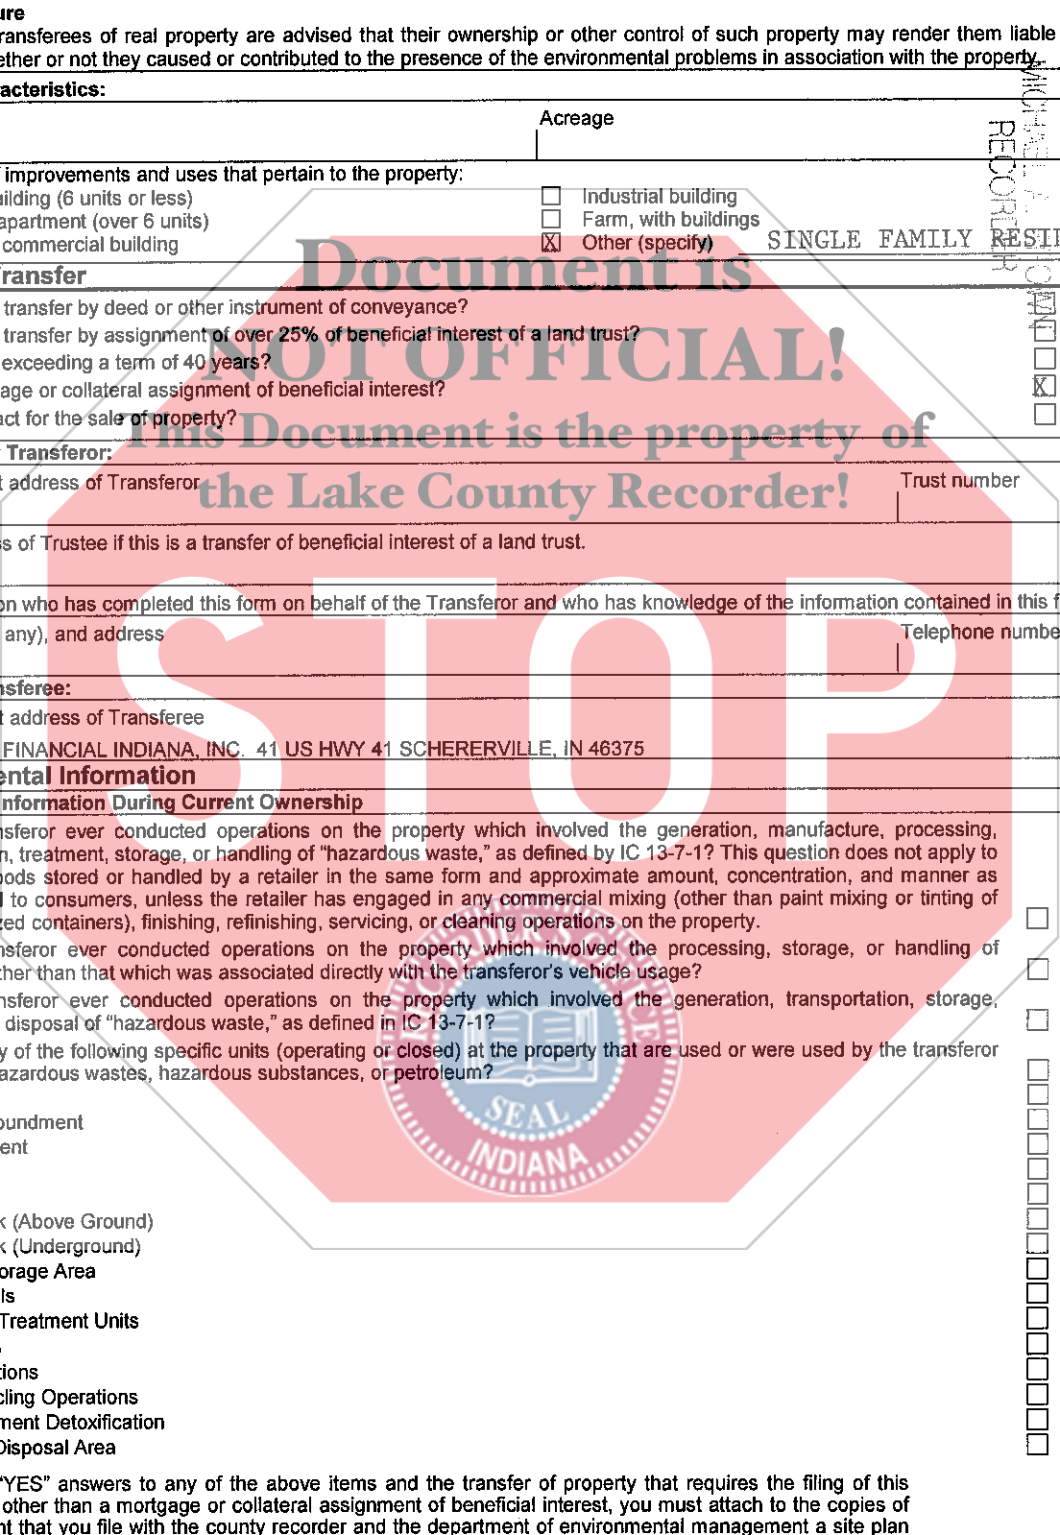 ure
ransferees of real property are advised that their ownership or other control of such property may render them liable
ether or not they caused or contributed to the presence of the environmental problems in association with the property.
acteristics:
Acreage
improvements and uses that pertain to the property:
ilding (6 units or less)
Industrial building
apartment (over 6 units)
Farm, with buildings
commercial building
X Other (specify) SINGLE FAMILY RESI
MICHAEL A.
RECORDER
Document is
ransfer
transfer by deed or other instrument of conveyance?
transfer by assignment of over 25% of beneficial interest of a land trust?
NOT OFFICIAL!
exceeding a term of 40 years?
age or collateral assignment of beneficial interest? X
act for the sale of property?
This Document is the property of
Transferor:
t address of Transferor
Trust number
the Lake County Recorder!
s of Trustee if this is a transfer of beneficial interest of a land trust.
STOP
on who has completed this form on behalf of the Transferor and who has knowledge of the information contained in this f
any), and address
Telephone numbe
nsferee:
t address of Transferee
FINANCIAL INDIANA, INC. 41 US HWY 41 SCHERERVILLE, IN 46375
ental Information
nformation During Current Ownership
nsferor ever conducted operations on the property which involved the generation, manufacture, processing,
n, treatment, storage, or handling of "hazardous waste," as defined by IC 13-7-1? This question does not apply to
oods stored or handled by a retailer in the same form and approximate amount, concentration, and manner as
d to consumers, unless the retailer has engaged in any commercial mixing (other than paint mixing or tinting of
zed containers), finishing, refinishing, servicing, or cleaning operations on the property.
nsferor ever conducted operations on the property which involved the processing, storage, or handling of
ther than that which was associated directly with the transferor's vehicle usage?
nsferor ever conducted operations on the property which involved the generation, transportation, storage,
disposal of "hazardous waste," as defined in IC 13-7-1?
y of the following specific units (operating or closed) at the property that are used or were used by the transferor
azardous wastes, hazardous substances, or petroleum?
RECORDER'S OFFICE
SEAL
INDIANA
oundment
ent
k (Above Ground)
k (Underground)
orage Area
ls
Treatment Units
s
tions
cling Operations
ment Detoxification
Disposal Area
"YES" answers to any of the above items and the transfer of property that requires the filing of this
other than a mortgage or collateral assignment of beneficial interest, you must attach to the copies of
nt that you file with the county recorder and the department of environmental management a site plan